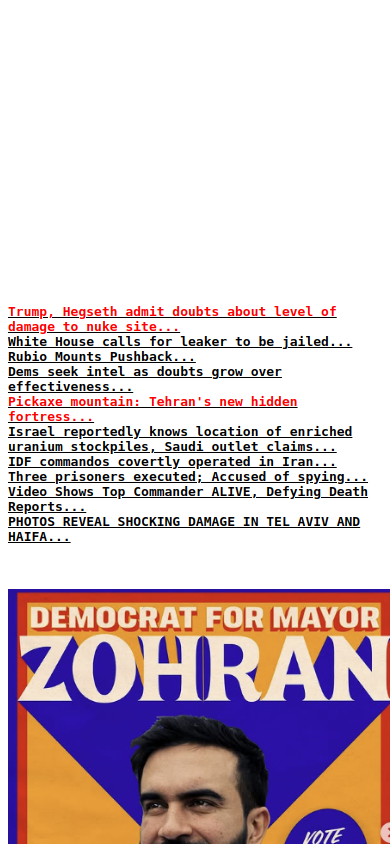 Trump, Hegseth admit doubts about level of
damage to nuke site...
White House calls for leaker to be jailed...
Rubio Mounts Pushback...
Dems seek intel as doubts grow over
effectiveness...
Pickaxe mountain: Tehran's new hidden
fortress...
Israel reportedly knows location of enriched
uranium stockpiles, Saudi outlet claims...
IDF commandos covertly operated in Iran...
Three prisoners executed; Accused of spying...
Video Shows Top Commander ALIVE, Defying Death
Reports...
PHOTOS REVEAL SHOCKING DAMAGE IN TEL AVIV AND
HAIFA...
DEMOCRAT FOR MAYOR
ZOHRAN
VOTE